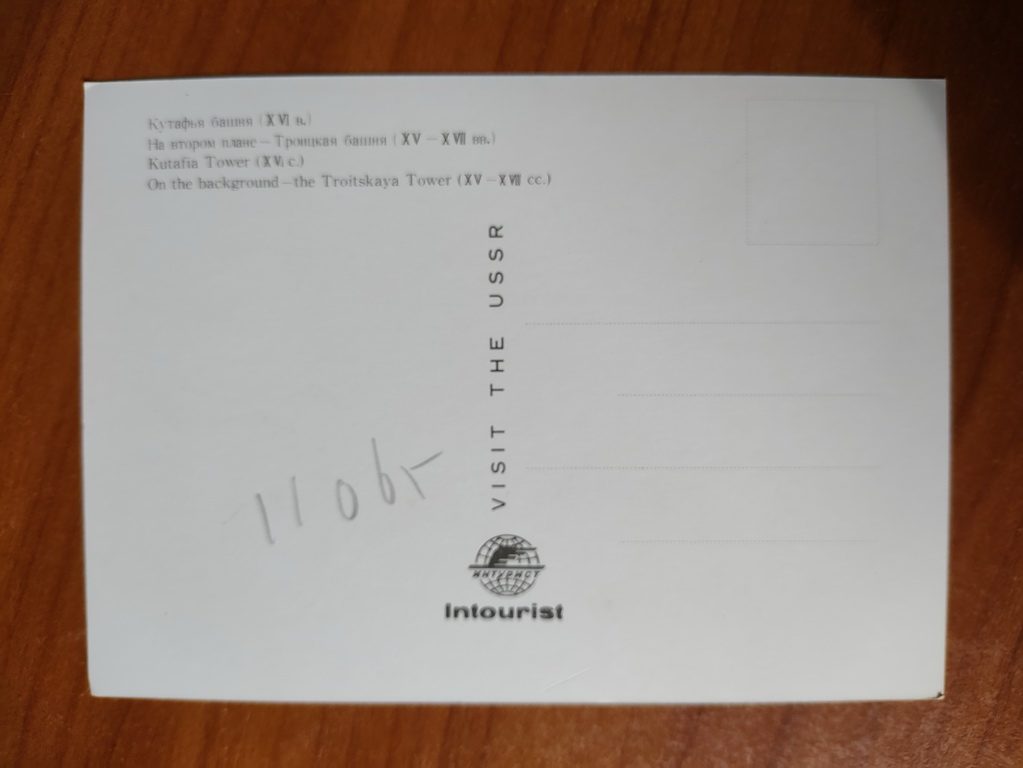 Кутафья башня (XVI в.)
На втором плане – Троицкая башня (XV – XVII вв.)
Kutafia Tower (XVI c.)
On the background – the Troitskaya Tower (XV – XVII cc.)
VISIT THE USSR
ИНТУРИСТ
Intourist